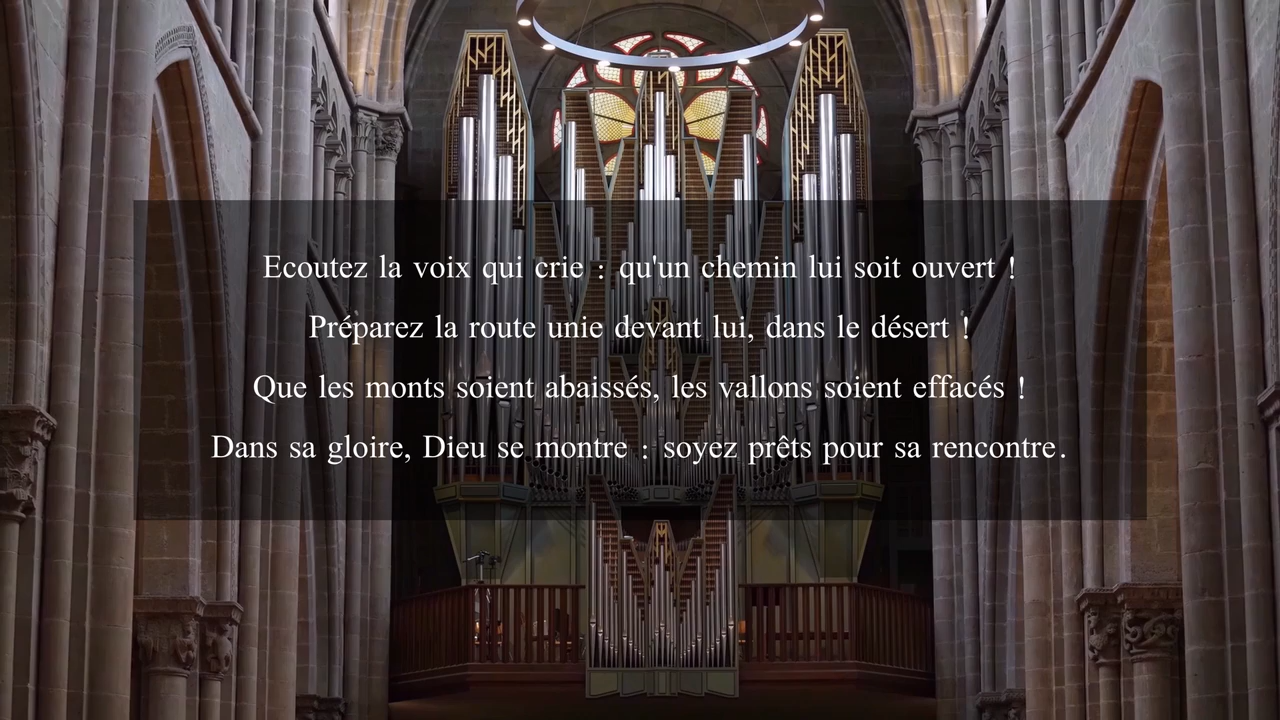 Ecoutez la voix qui crie : qu'un chemin lui soit ouvert !
Préparez la route unie devant lui, dans le désert !
Que les monts soient abaissés, les vallons soient effacés !
Dans sa gloire, Dieu se montre : soyez prêts pour sa rencontre.